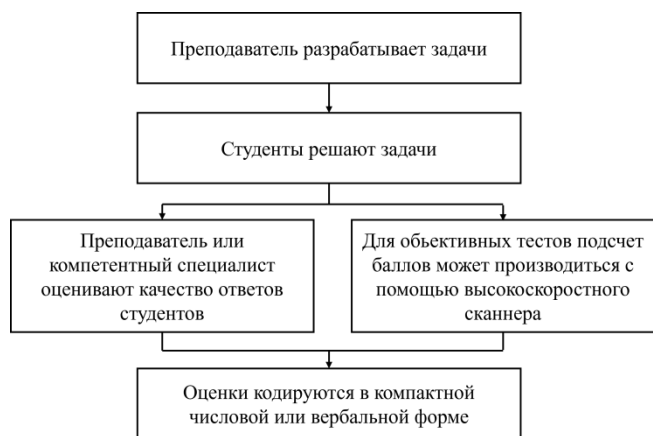 Преподаватель разрабатывает задачи
Студенты решают задачи
Преподаватель или
компетентный специалист
оценивают качество ответов
студентов
Для обьективных тестов подсчет
баллов может производиться с
помощью высокоскоростного
сканнера
Оценки кодируются в компактной
числовой или вербальной форме